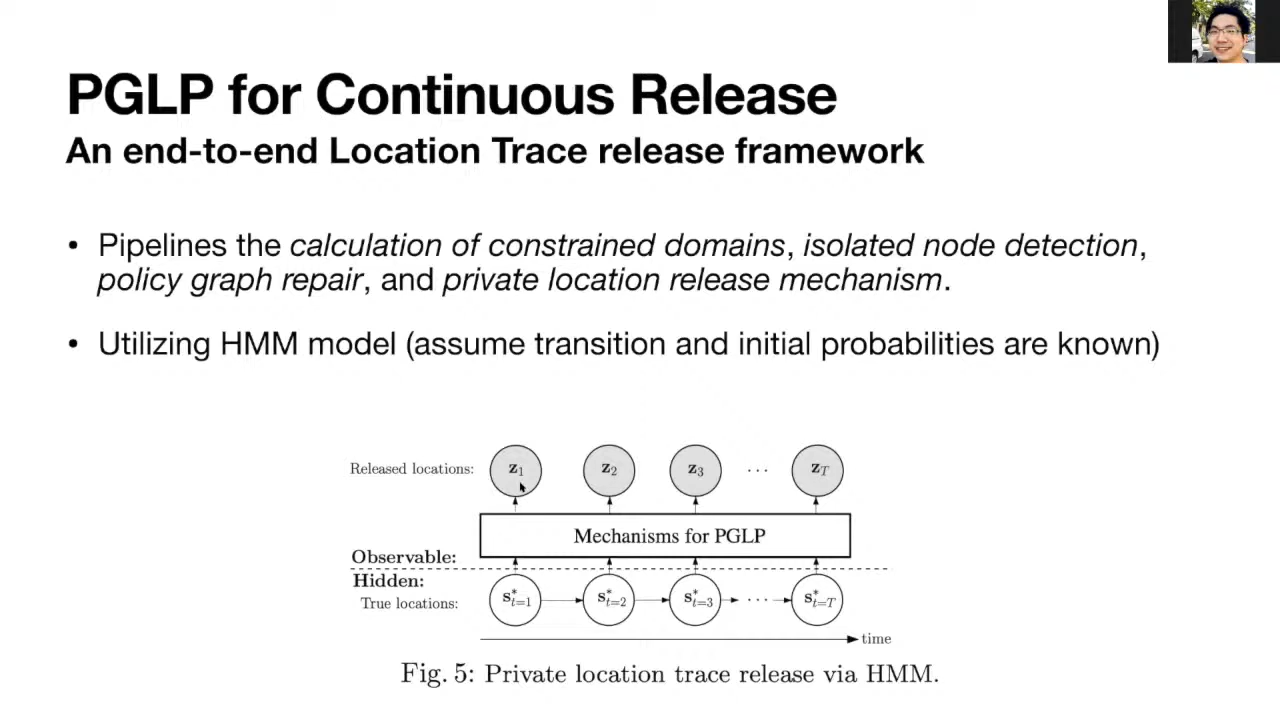 PGLP for Continuous Release
An end-to-end Location Trace release framework
• Pipelines the calculation of constrained domains, isolated node detection,
policy graph repair, and private location release mechanism.
• Utilizing HMM model (assume transition and initial probabilities are known)
Released locations: z1 z2 z3 ... zT
Mechanisms for PGLP
Observable:
Hidden:
True locations: s*t=1 s*t=2 s*t=3 ... s*t=T
time
Fig. 5: Private location trace release via HMM.